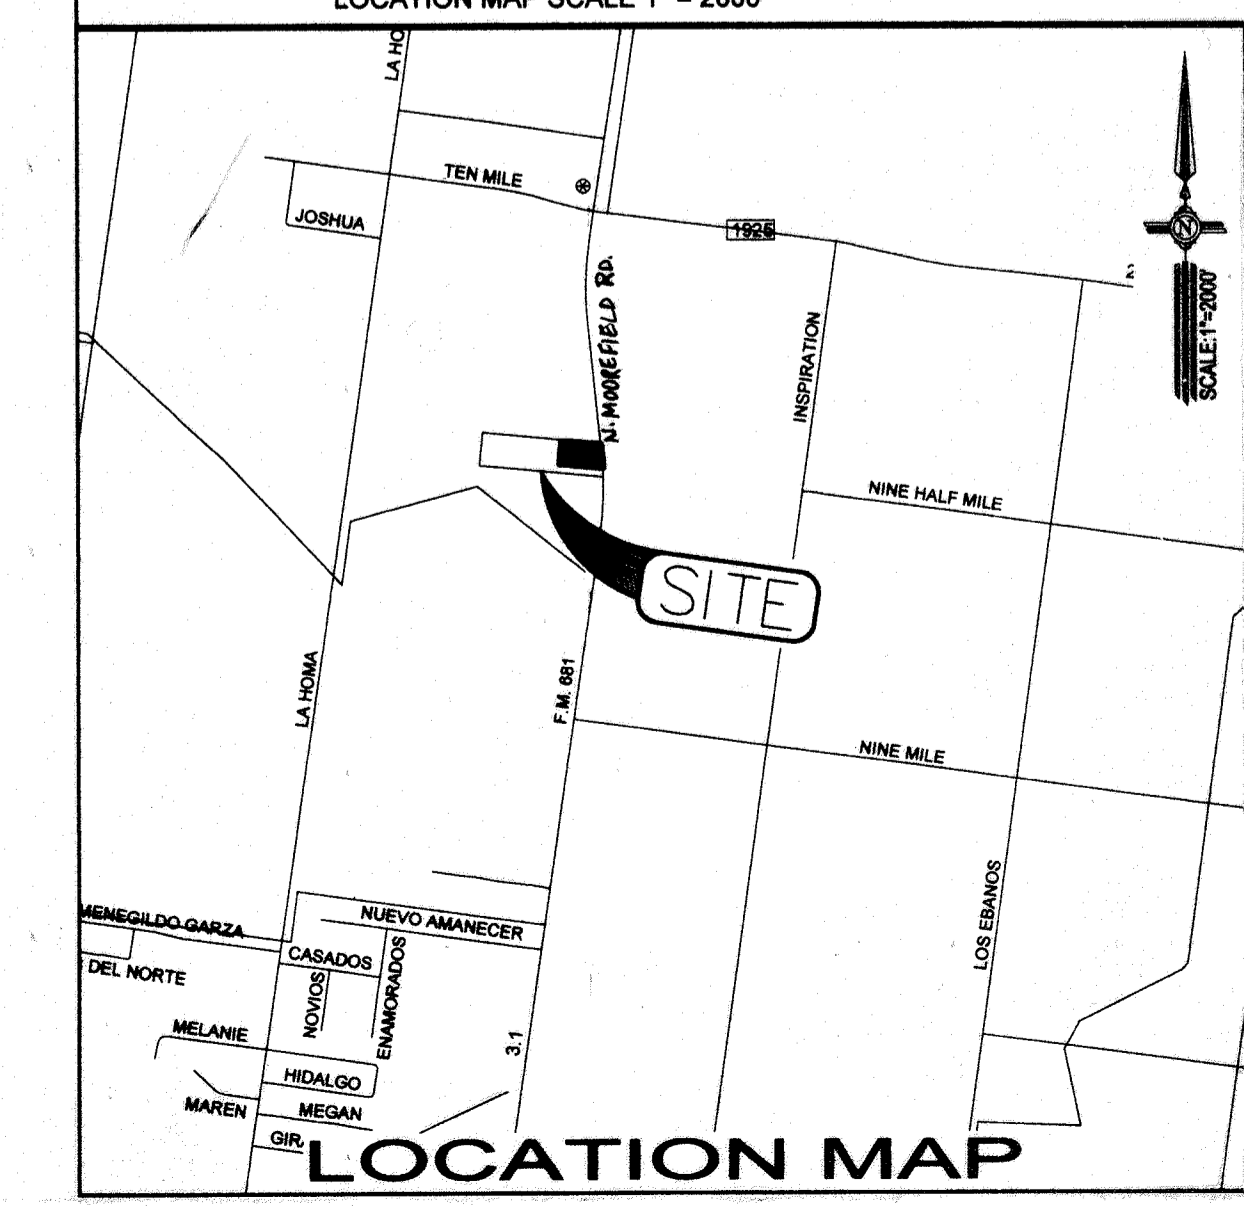 LOCATION MAP SCALE 1" = 2000'
LA HO
TEN MILE
JOSHUA
1925
N
SCALE:1"=2000'
N. MOOREFIELD RD.
INSPIRATION
NINE HALF MILE
SITE
LA HOMA
F.M. 681
NINE MILE
LOS EBANOS
MENEGILDO GARZA
NUEVO AMANECER
CASADOS
DEL NORTE
NOVIOS
ENAMORADOS
MELANIE
3.1
HIDALGO
MAREN
MEGAN
GIR
LOCATION MAP